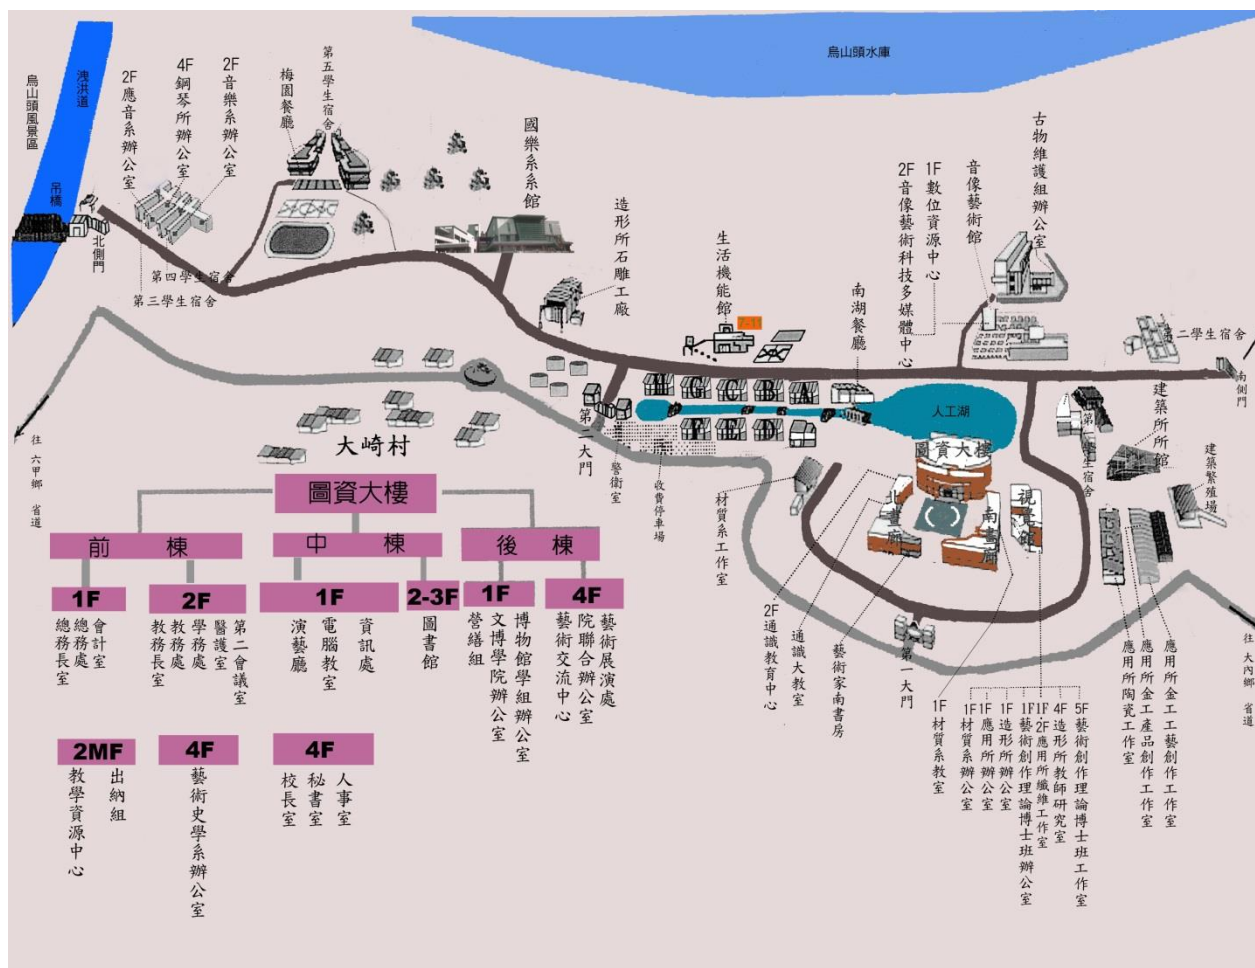 烏山頭水庫
烏山頭風景區
洩洪道
吊橋
北側門
2F應音系辦公室
4F鋼琴所辦公室
2F音樂系辦公室
第四學生宿舍
第三學生宿舍
梅園餐廳
第五學生宿舍
國樂系系館
造形所石雕工廠
生活機能館
7-11
南湖餐廳
2F音像藝術科技多媒體中心
1F數位資源中心
音像藝術館
古物維護組辦公室
第二學生宿舍
南側門
建築所所館
建築繁殖場
第一學生宿舍
H
G
C
B
A
F
E
D
人工湖
第二大門
警衛室
收費停車場
大崎村
往 六甲鄉 省道
圖資大樓
北畫廊
南畫廊
視覺館
材質系工作室
2F通識教育中心
通識大教室
藝術家南書房
第一大門
1F材質系教室
1F材質系辦公室
1F應用所辦公室
1F造形所辦公室
1F藝術創作理論博士班辦公室
1F
2F應用所纖維工作室
4F造形所教師研究室
5F藝術創作理論博士班工作室
應用所陶瓷工作室
應用所金工產品創作工作室
應用所金工工藝創作工作室
往 大內鄉 省道
圖資大樓
前棟
中棟
後棟
1F
總務長室
總務處
會計室
2F
教務長室
教務處
學務處
醫護室
第二會議室
1F
演藝廳
電腦教室
資訊處
2-3F
圖書館
1F
營繕組
文博學院辦公室
博物館學組辦公室
4F
藝術交流中心
院聯合辦公室
藝術展演處
2MF
教學資源中心
出納組
4F
藝術史學系辦公室
4F
校長室
秘書室
人事室